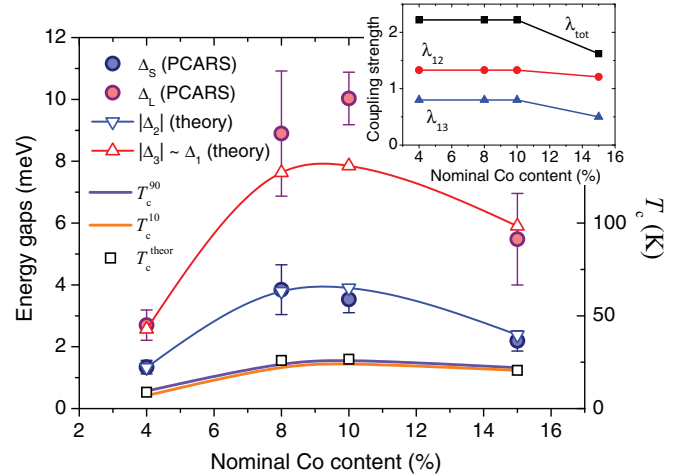 Energy gaps (meV)
12
10
8
6
4
2
0
Δ_S (PCARS)
Δ_L (PCARS)
|Δ_2| (theory)
|Δ_3| ~ Δ_1 (theory)
T_c^90
T_c^10
T_c^theor
2 4 6 8 10 12 14 16
Nominal Co content (%)
100
50
0
T_c (K)
Coupling strength
2
1
0
λ_tot
λ_12
λ_13
4 6 8 10 12 14 16
Nominal Co content (%)